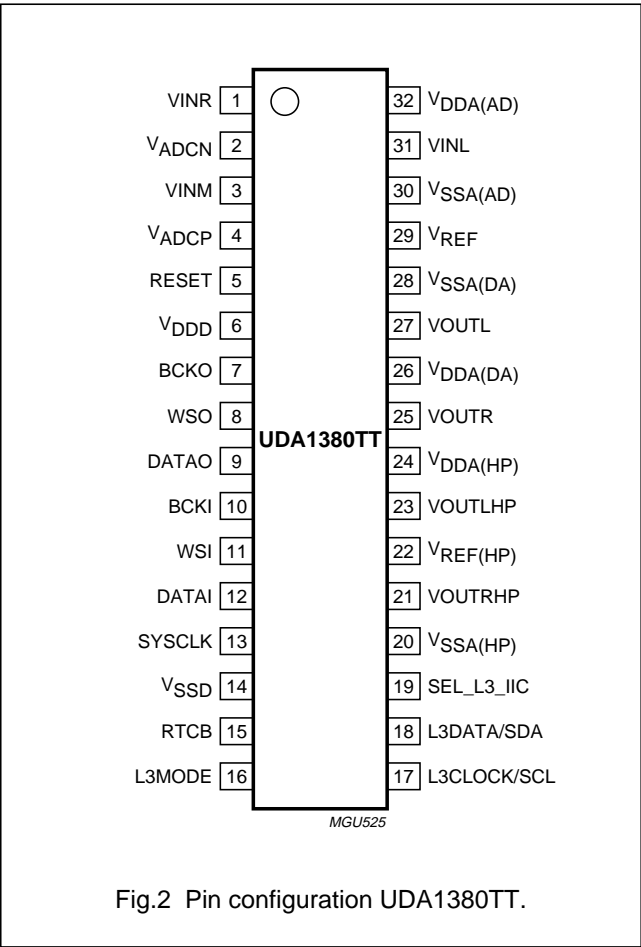 VINR 1 32 VDDA(AD)
VADCN 2 31 VINL
VINM 3 30 VSSA(AD)
VADCP 4 29 VREF
RESET 5 28 VSSA(DA)
VDDD 6 27 VOUTL
BCKO 7 26 VDDA(DA)
WSO 8 25 VOUTR
UDA1380TT
DATAO 9 24 VDDA(HP)
BCKI 10 23 VOUTLHP
WSI 11 22 VREF(HP)
DATAI 12 21 VOUTRHP
SYSCLK 13 20 VSSA(HP)
VSSD 14 19 SEL_L3_IIC
RTCB 15 18 L3DATA/SDA
L3MODE 16 17 L3CLOCK/SCL
MGU525
Fig.2 Pin configuration UDA1380TT.